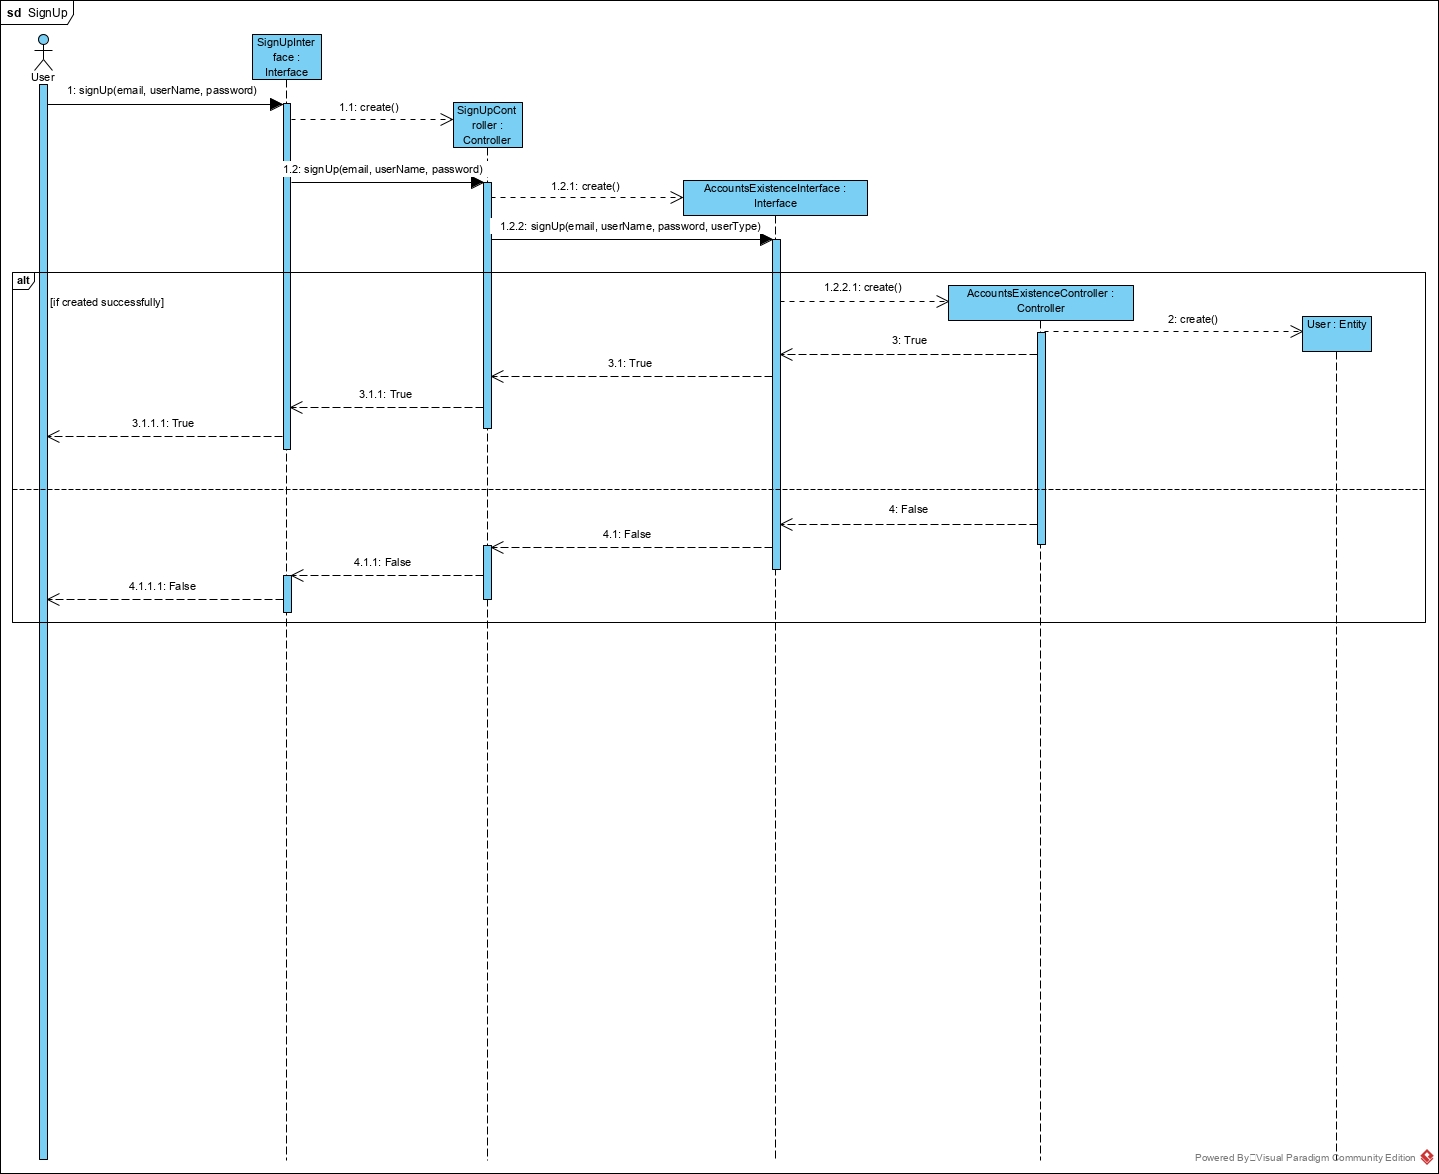 sd SignUp
User
SignUpInter
face :
Interface
1: signUp(email, userName, password)
1.1: create()
SignUpCont
roller :
Controller
1.2: signUp(email, userName, password)
1.2.1: create()
AccountsExistenceInterface :
Interface
1.2.2: signUp(email, userName, password, userType)
alt
[if created successfully]
1.2.2.1: create()
AccountsExistenceController :
Controller
2: create()
User : Entity
3: True
3.1: True
3.1.1: True
3.1.1.1: True
4: False
4.1: False
4.1.1: False
4.1.1.1: False
Powered By Visual Paradigm Community Edition